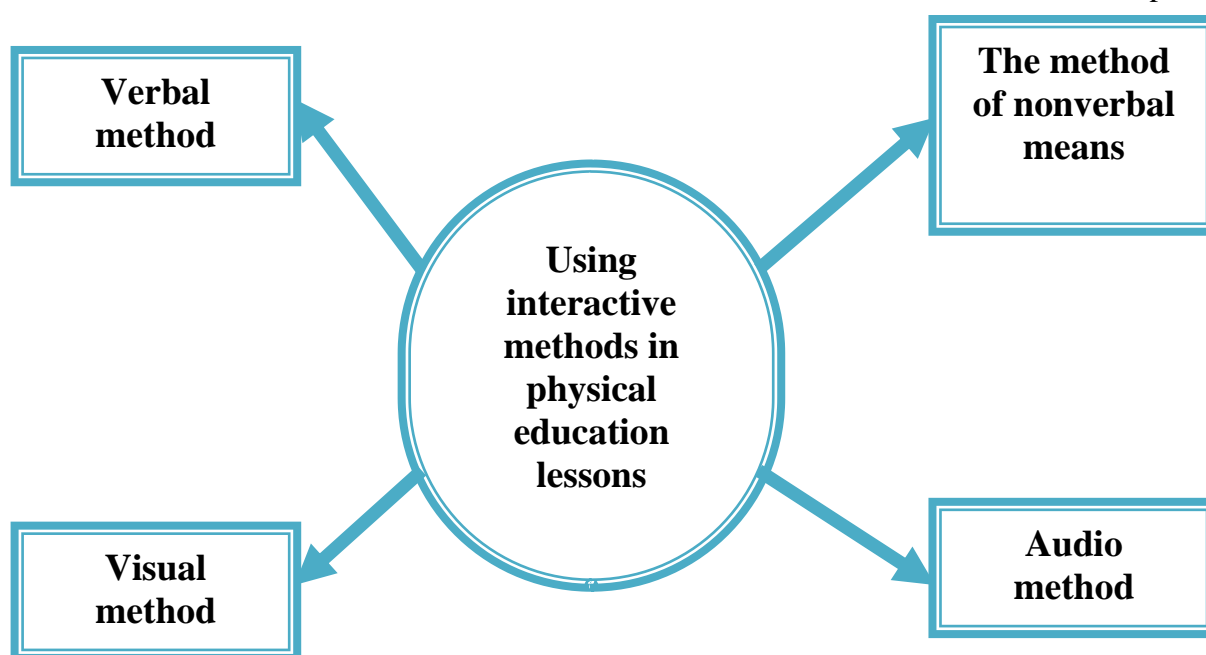 Verbal
method
The method
of nonverbal
means
Using
interactive
methods in
physical
education
lessons
Visual
method
Audio
method